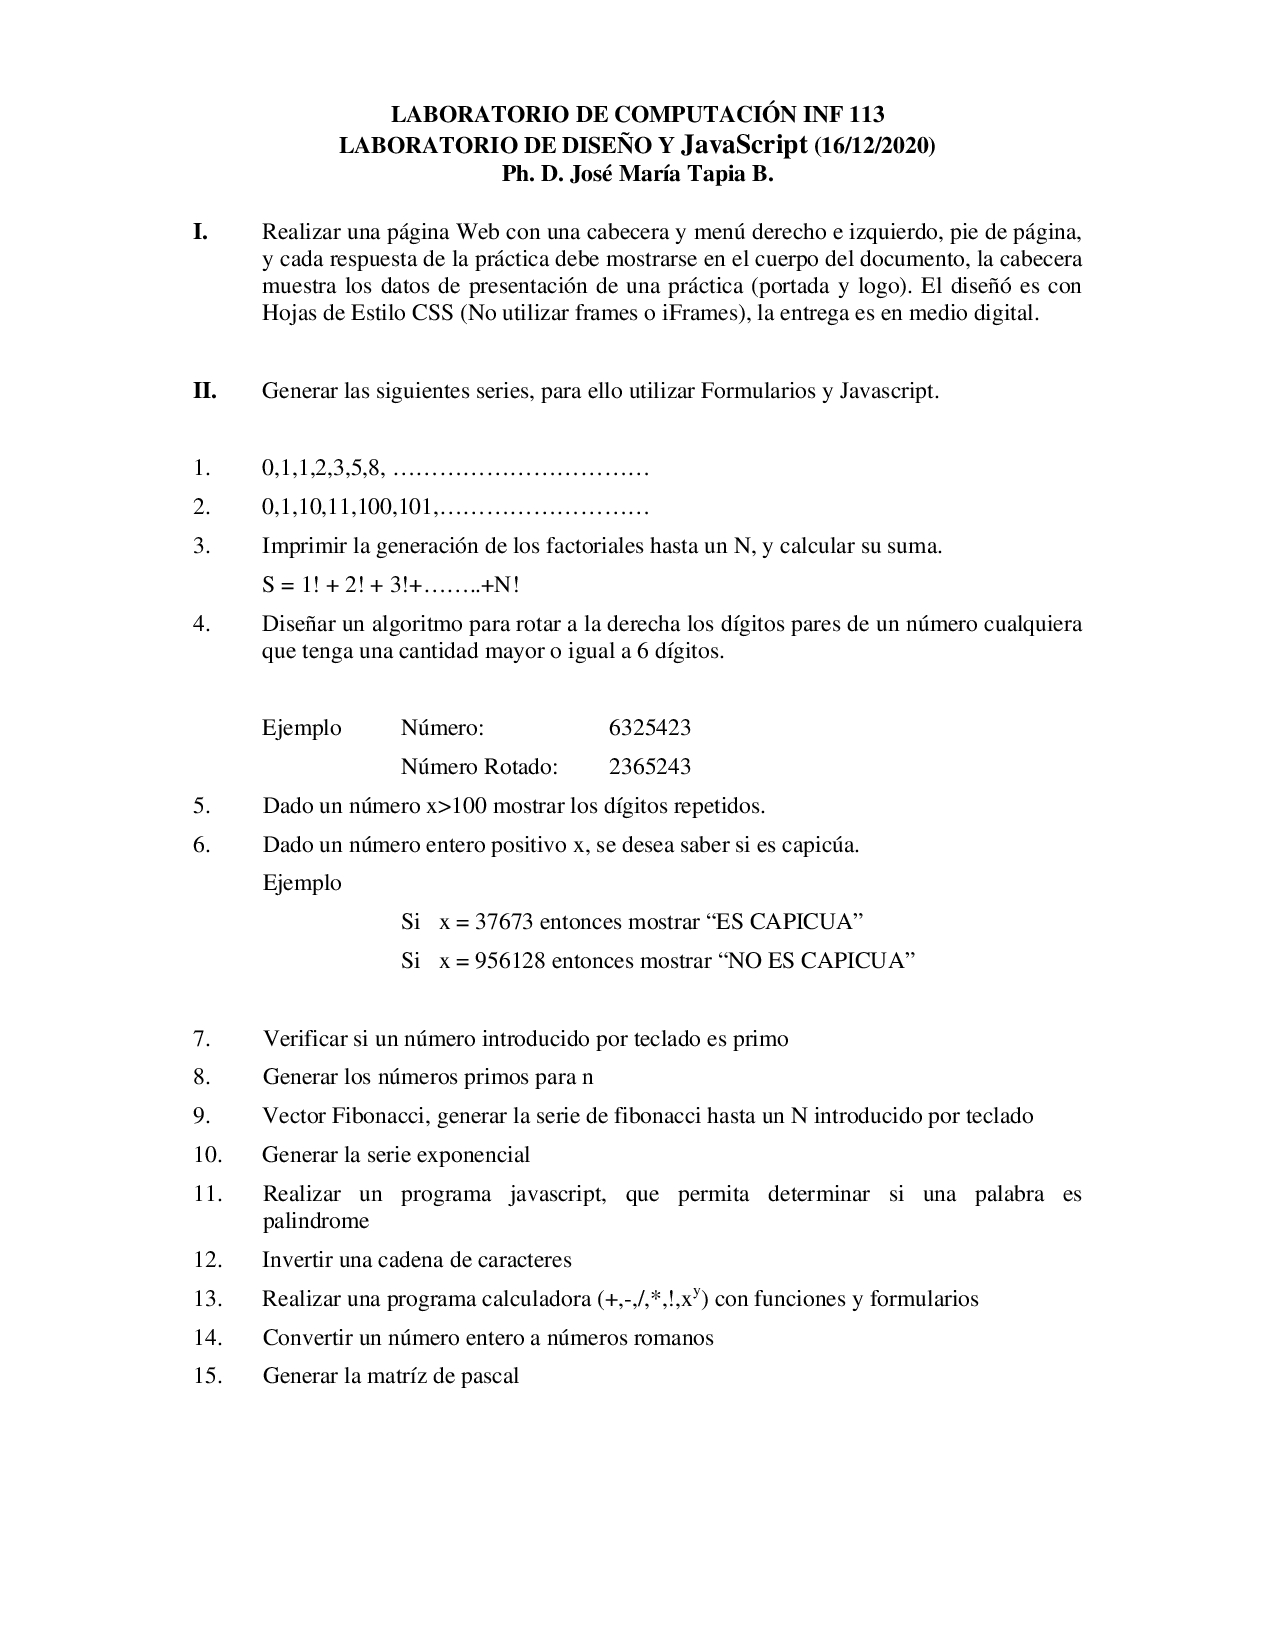 LABORATORIO DE COMPUTACIÓN INF 113
LABORATORIO DE DISEÑO Y JavaScript (16/12/2020)
Ph. D. José María Tapia B.
I. Realizar una página Web con una cabecera y menú derecho e izquierdo, pie de página,
y cada respuesta de la práctica debe mostrarse en el cuerpo del documento, la cabecera
muestra los datos de presentación de una práctica (portada y logo). El diseñó es con
Hojas de Estilo CSS (No utilizar frames o iFrames), la entrega es en medio digital.
II. Generar las siguientes series, para ello utilizar Formularios y Javascript.
1. 0,1,1,2,3,5,8, ……………………………
2. 0,1,10,11,100,101,………………………
3. Imprimir la generación de los factoriales hasta un N, y calcular su suma.
S = 1! + 2! + 3!+……..+N!
4. Diseñar un algoritmo para rotar a la derecha los dígitos pares de un número cualquiera
que tenga una cantidad mayor o igual a 6 dígitos.
Ejemplo Número: 6325423
Número Rotado: 2365243
5. Dado un número x>100 mostrar los dígitos repetidos.
6. Dado un número entero positivo x, se desea saber si es capicúa.
Ejemplo
Si x = 37673 entonces mostrar “ES CAPICUA”
Si x = 956128 entonces mostrar “NO ES CAPICUA”
7. Verificar si un número introducido por teclado es primo
8. Generar los números primos para n
9. Vector Fibonacci, generar la serie de fibonacci hasta un N introducido por teclado
10. Generar la serie exponencial
11. Realizar un programa javascript, que permita determinar si una palabra es
palindrome
12. Invertir una cadena de caracteres
13. Realizar una programa calculadora (+,-,/,*,!,x^y) con funciones y formularios
14. Convertir un número entero a números romanos
15. Generar la matríz de pascal